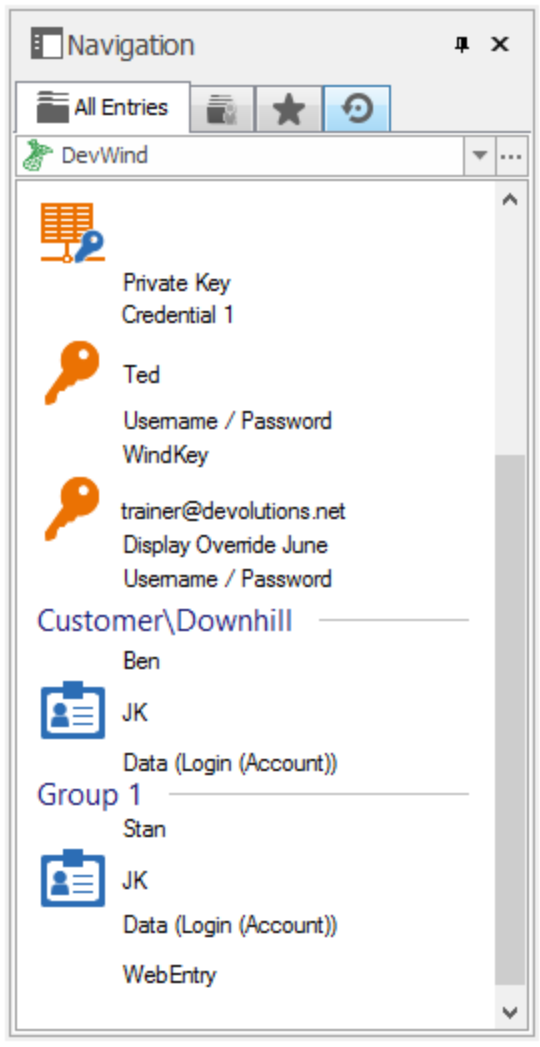 Navigation
All Entries
DevWind
Private Key
Credential 1
Ted
Username / Password
WindKey
trainer@devolutions.net
Display Override June
Username / Password
Customer\Downhill
Ben
JK
Data (Login (Account))
Group 1
Stan
JK
Data (Login (Account))
WebEntry